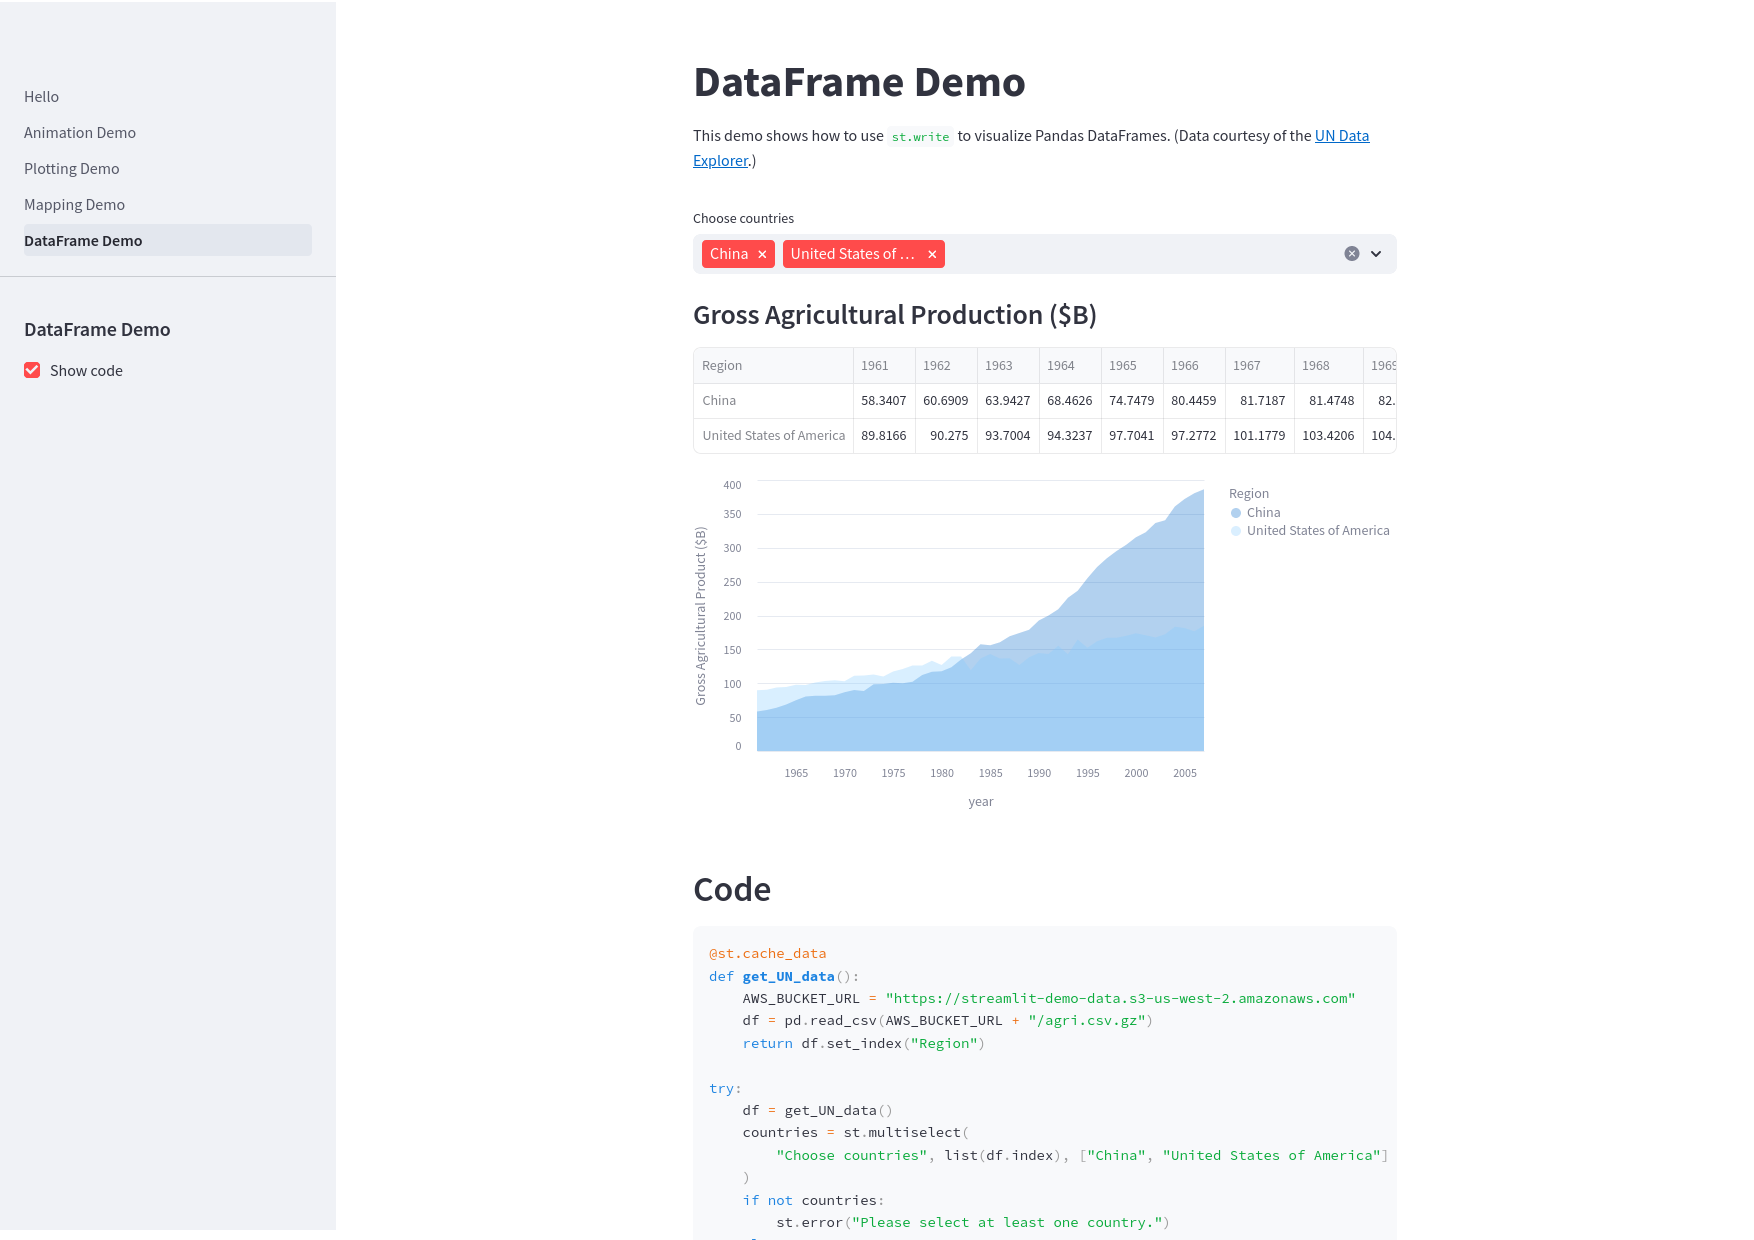 Hello
Animation Demo
Plotting Demo
Mapping Demo
DataFrame Demo
DataFrame Demo
Show code
DataFrame Demo
This demo shows how to use st.write to visualize Pandas DataFrames. (Data courtesy of the UN Data
Explorer.)
Choose countries
China United States of …
Gross Agricultural Production ($B)
Region 1961 1962 1963 1964 1965 1966 1967 1968 1969
China 58.3407 60.6909 63.9427 68.4626 74.7479 80.4459 81.7187 81.4748 82.
United States of America 89.8166 90.275 93.7004 94.3237 97.7041 97.2772 101.1779 103.4206 104.
Gross Agricultural Product ($B)
400
350
300
250
200
150
100
50
0
1965 1970 1975 1980 1985 1990 1995 2000 2005
year
Region
China
United States of America
Code
@st.cache_data
def get_UN_data():
    AWS_BUCKET_URL = "https://streamlit-demo-data.s3-us-west-2.amazonaws.com"
    df = pd.read_csv(AWS_BUCKET_URL + "/agri.csv.gz")
    return df.set_index("Region")
try:
    df = get_UN_data()
    countries = st.multiselect(
        "Choose countries", list(df.index), ["China", "United States of America"]
    )
    if not countries:
        st.error("Please select at least one country.")